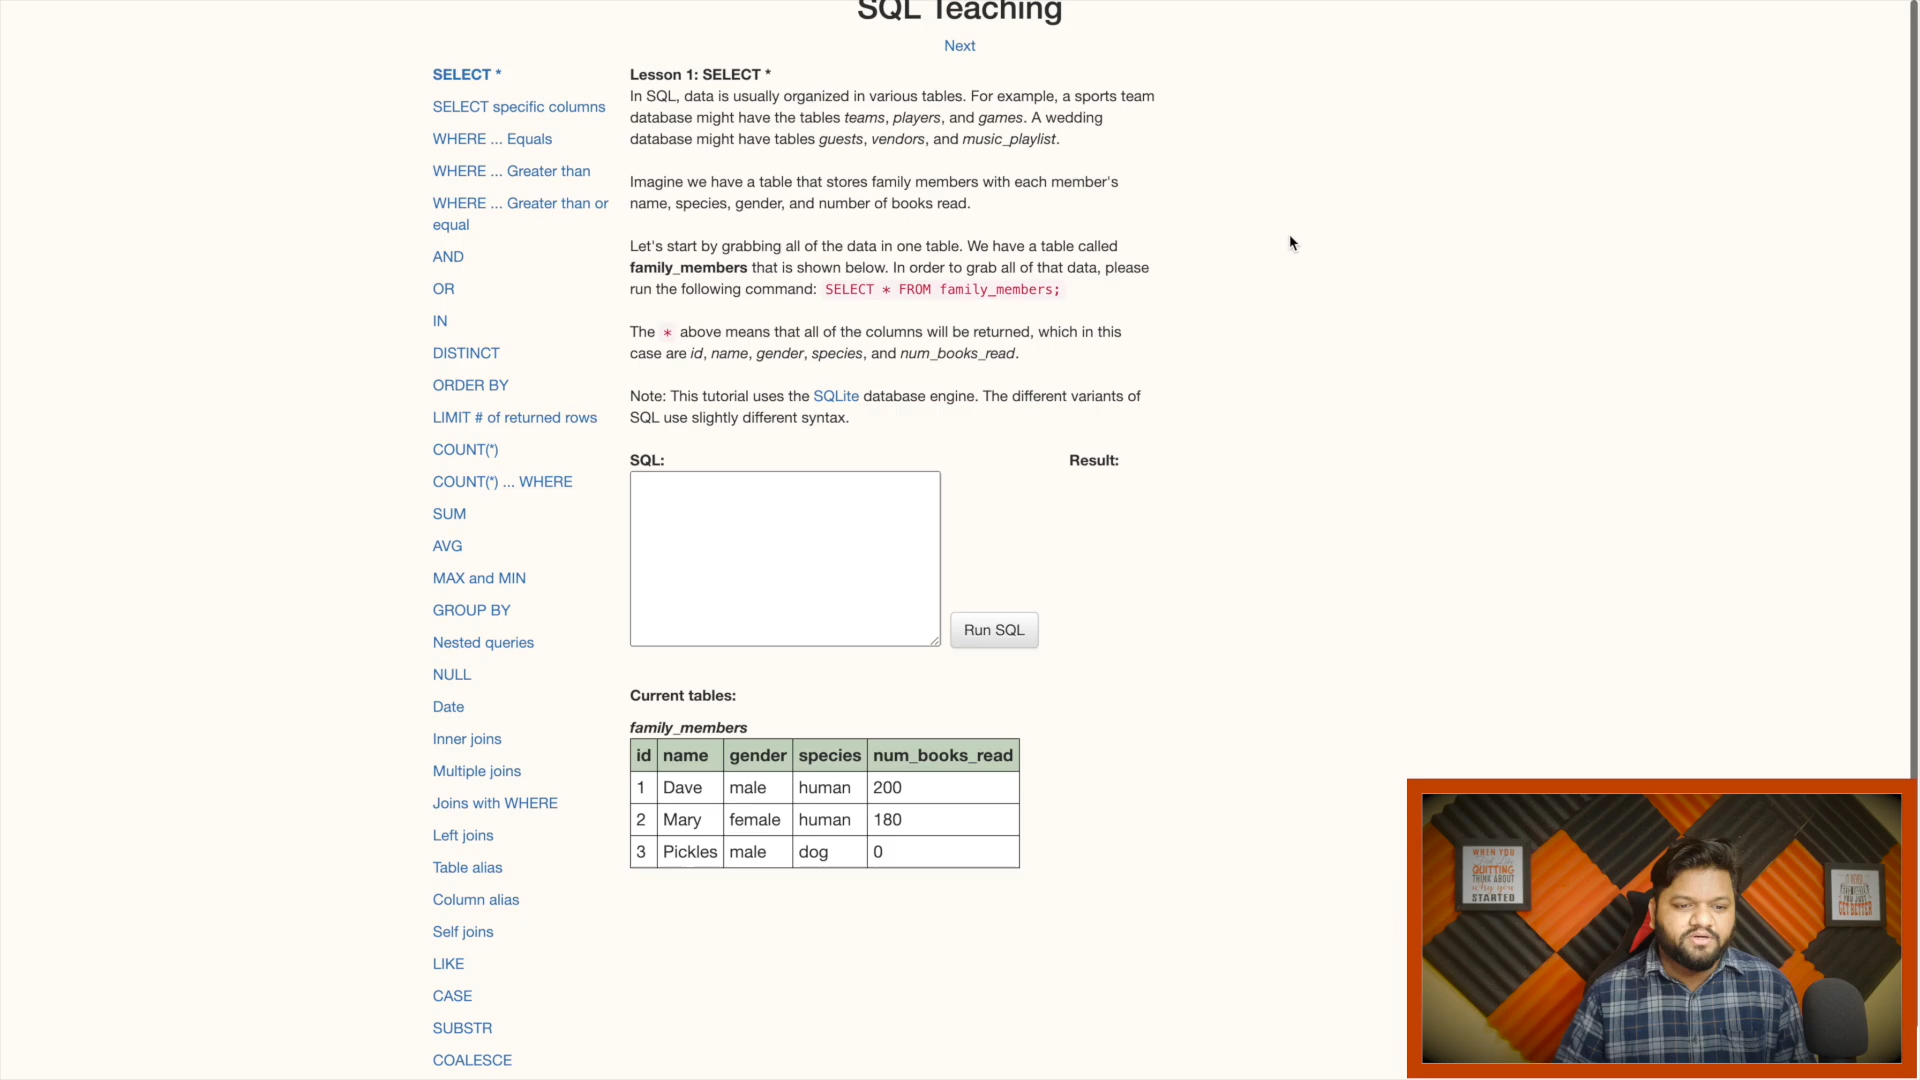 SQL Teaching
Next
SELECT *
SELECT specific columns
WHERE ... Equals
WHERE ... Greater than
WHERE ... Greater than or
equal
AND
OR
IN
DISTINCT
ORDER BY
LIMIT # of returned rows
COUNT(*)
COUNT(*) ... WHERE
SUM
AVG
MAX and MIN
GROUP BY
Nested queries
NULL
Date
Inner joins
Multiple joins
Joins with WHERE
Left joins
Table alias
Column alias
Self joins
LIKE
CASE
SUBSTR
COALESCE
Lesson 1: SELECT *
In SQL, data is usually organized in various tables. For example, a sports team
database might have the tables teams, players, and games. A wedding
database might have tables guests, vendors, and music_playlist.
Imagine we have a table that stores family members with each member's
name, species, gender, and number of books read.
Let's start by grabbing all of the data in one table. We have a table called
family_members that is shown below. In order to grab all of that data, please
run the following command: SELECT * FROM family_members;
The * above means that all of the columns will be returned, which in this
case are id, name, gender, species, and num_books_read.
Note: This tutorial uses the SQLite database engine. The different variants of
SQL use slightly different syntax.
SQL:
Result:
Run SQL
Current tables:
family_members
id name gender species num_books_read
1 Dave male human 200
2 Mary female human 180
3 Pickles male dog 0
WHEN YOU
Feel Like
QUITTING
THINK ABOUT
why you
STARTED
IT NEVER
YOU JUST
GET BETTER